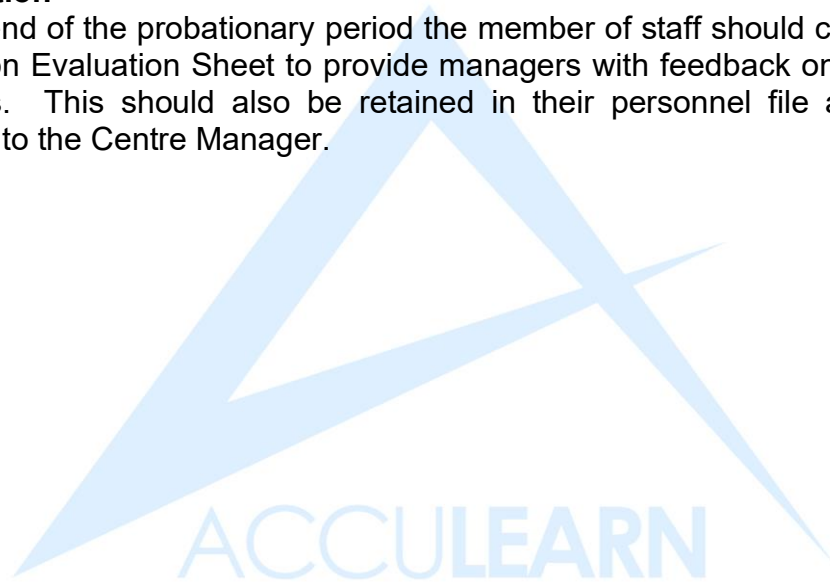 nd of the probationary period the member of staff should c
on Evaluation Sheet to provide managers with feedback on
s. This should also be retained in their personnel file a
to the Centre Manager.
ACCULEARN